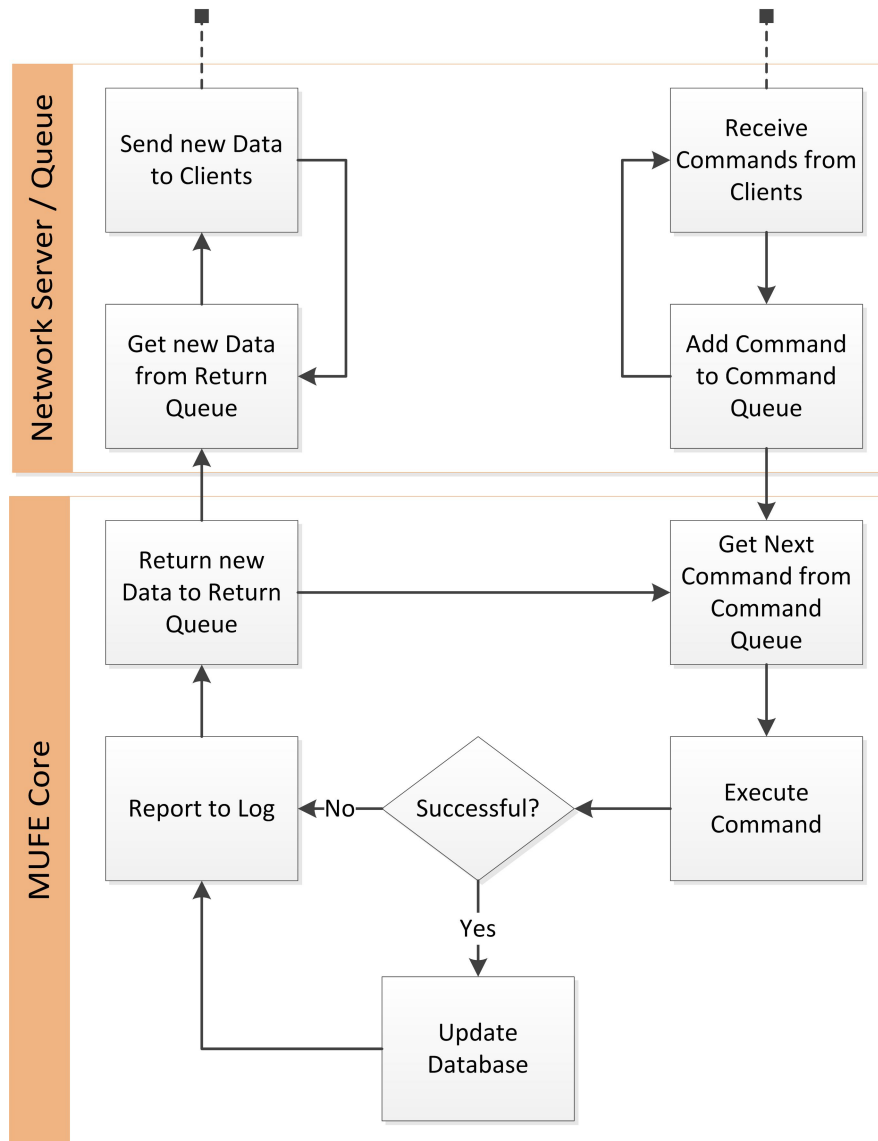 Network Server / Queue
Send new Data
to Clients
Receive
Commands from
Clients
Get new Data
from Return
Queue
Add Command
to Command
Queue
MUFE Core
Return new
Data to Return
Queue
Get Next
Command from
Command
Queue
Report to Log
No
Successful?
Execute
Command
Yes
Update
Database